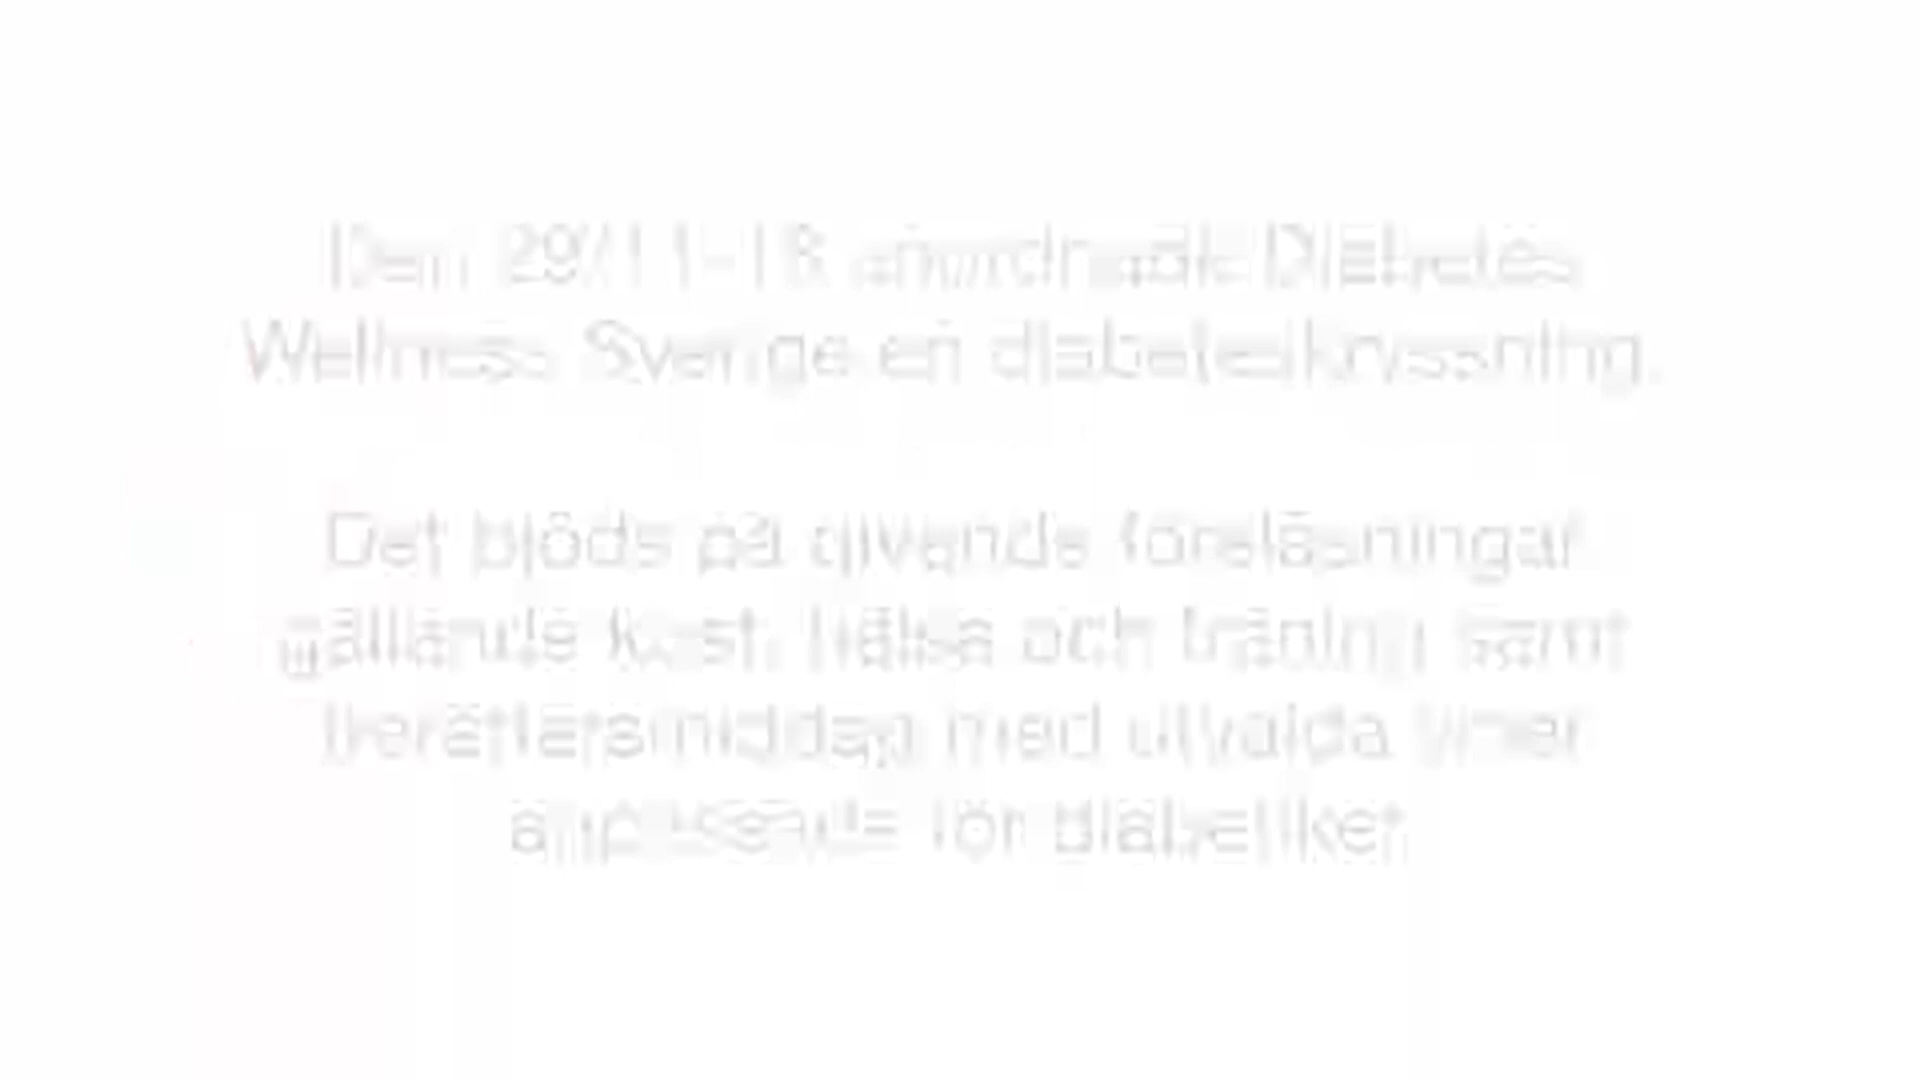 Den 29/11-18 anordnade Diabetes
Wellness Sverige en diabeteskryssning.
Det bjöds på givande föreläsningar
gällande kost, hälsa och träning samt
trerättersmiddag med utvalda viner
anpassade för diabetiker